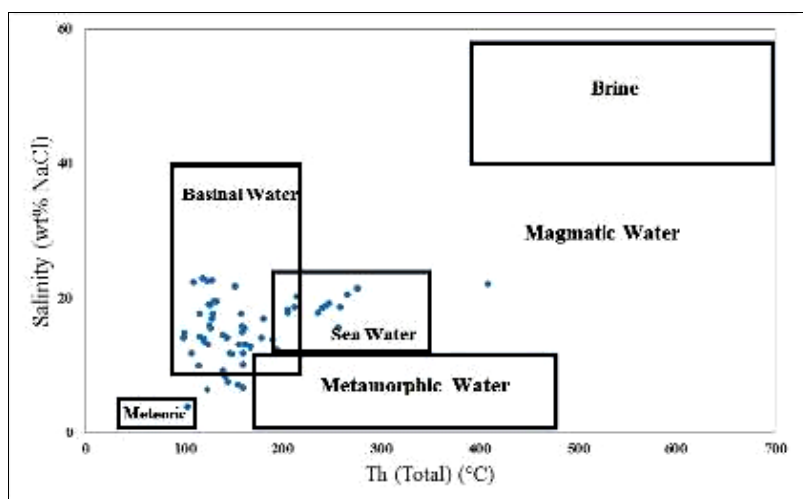 60
Brine
Basinal Water
40
Magmatic Water
Salinity (wt% NaCl)
20
Sea Water
Metamorphic Water
Meteoric
0
0 100 200 300 400 500 600 700
Th (Total) (°C)